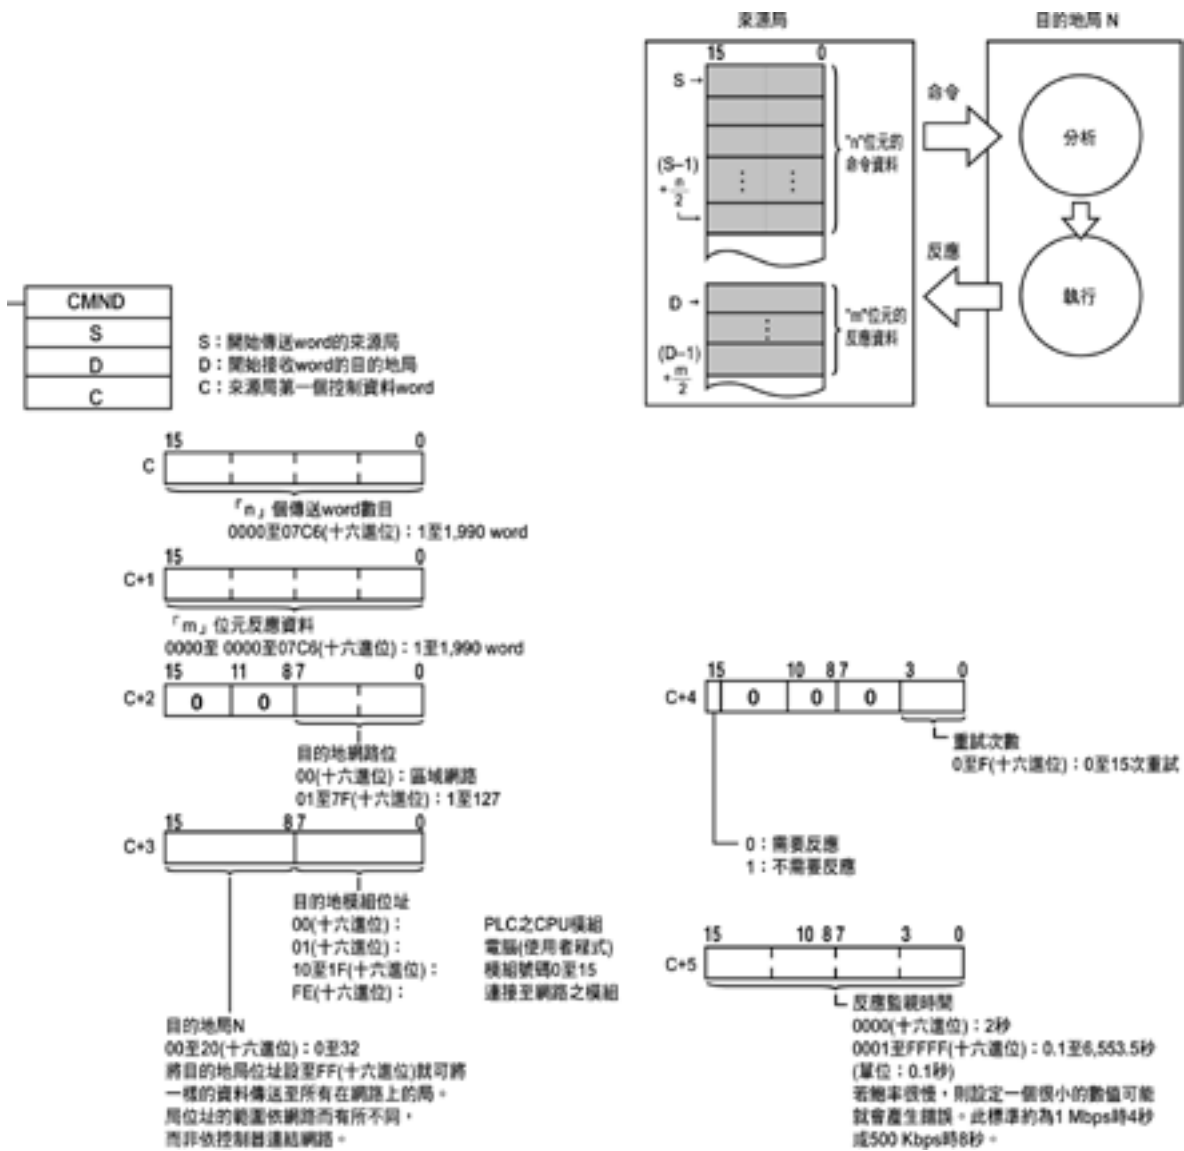 來源局
目的地局 N
15 0
S
"n"位元的
命令資料
(S–1)
+ n/2
命令
分析
反應
執行
D
"m"位元的
反應資料
(D–1)
+ m/2
CMND
S
D
C
S：開始傳送word的來源局
D：開始接收word的目的地局
C：來源局第一個控制資料word
15 0
C
「n」個傳送word數目
0000至07C6(十六進位)：1至1,990 word
15 0
C+1
「m」位元反應資料
0000至 0000至07C6(十六進位)：1至1,990 word
15 11 8 7 0
C+2 0 0
目的地網路位
00(十六進位)：區域網路
01至7F(十六進位)：1至127
15 8 7 0
C+3
目的地模組位址
00(十六進位)： PLC之CPU模組
01(十六進位)： 電腦(使用者程式)
10至1F(十六進位)： 模組號碼0至15
FE(十六進位)： 連接至網路之模組
目的地局N
00至20(十六進位)：0至32
將目的地局位址設至FF(十六進位)就可將
一樣的資料傳送至所有在網路上的局。
局位址的範圍依網路而有所不同，
而非依控制器連結網路。
15 10 8 7 3 0
C+4 0 0 0
重試次數
0至F(十六進位)：0至15次重試
0：需要反應
1：不需要反應
15 10 8 7 3 0
C+5
反應監視時間
0000(十六進位)：2秒
0001至FFFF(十六進位)：0.1至6,553.5秒
(單位：0.1秒)
若鮑率很慢，則設定一個很小的數值可能
就會產生錯誤。此標準約為1 Mbps時4秒
或500 Kbps時8秒。